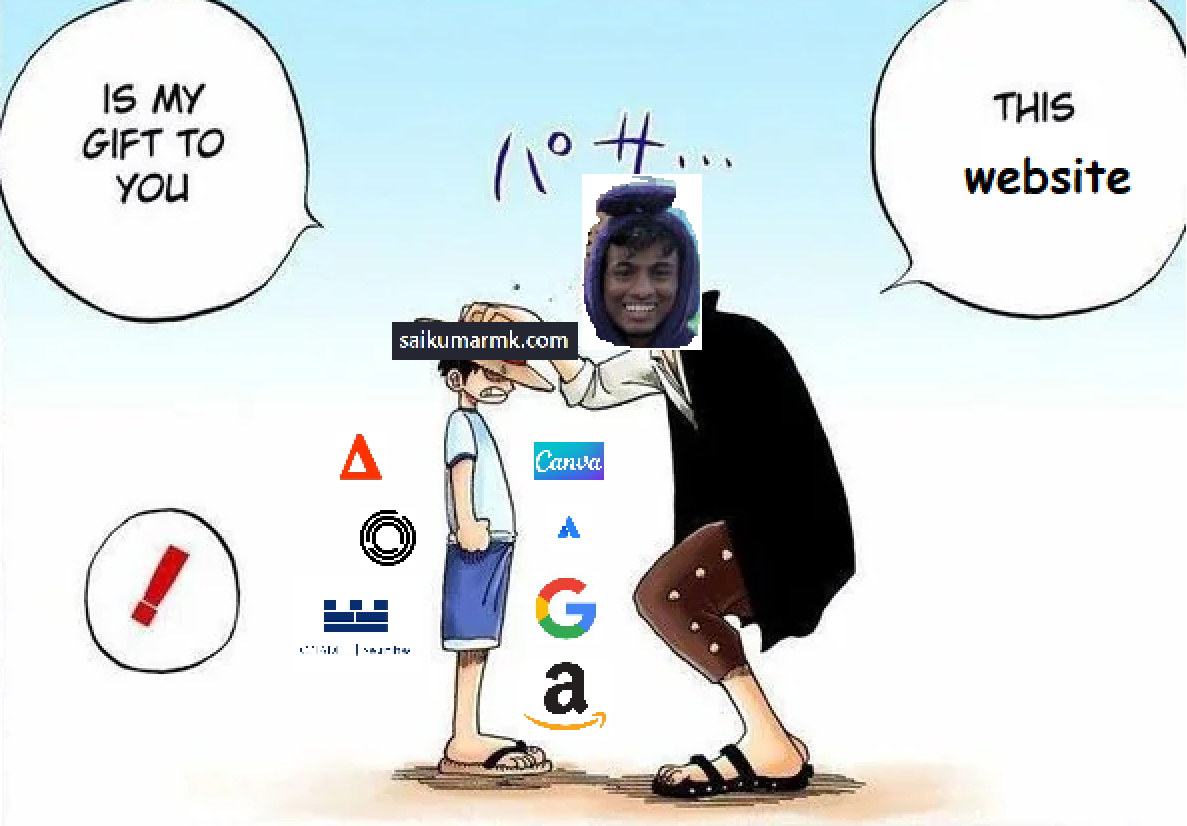 THIS
website
IS MY
GIFT TO
YOU
パサ...
saikumarmk.com
Canva
G
a
!